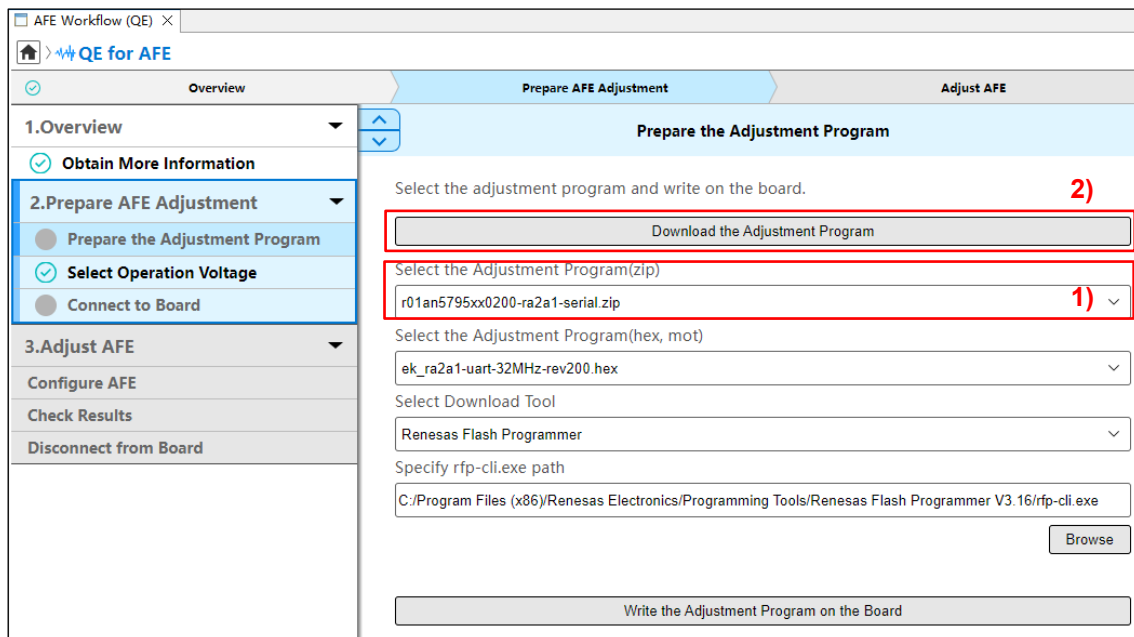 AFE Workflow (QE)
QE for AFE
Overview
Prepare AFE Adjustment
Adjust AFE
1.Overview
Obtain More Information
2.Prepare AFE Adjustment
Prepare the Adjustment Program
Select Operation Voltage
Connect to Board
3.Adjust AFE
Configure AFE
Check Results
Disconnect from Board
Prepare the Adjustment Program
Select the adjustment program and write on the board.
2)
Download the Adjustment Program
Select the Adjustment Program(zip)
r01an5795xx0200-ra2a1-serial.zip
1)
Select the Adjustment Program(hex, mot)
ek_ra2a1-uart-32MHz-rev200.hex
Select Download Tool
Renesas Flash Programmer
Specify rfp-cli.exe path
C:/Program Files (x86)/Renesas Electronics/Programming Tools/Renesas Flash Programmer V3.16/rfp-cli.exe
Browse
Write the Adjustment Program on the Board